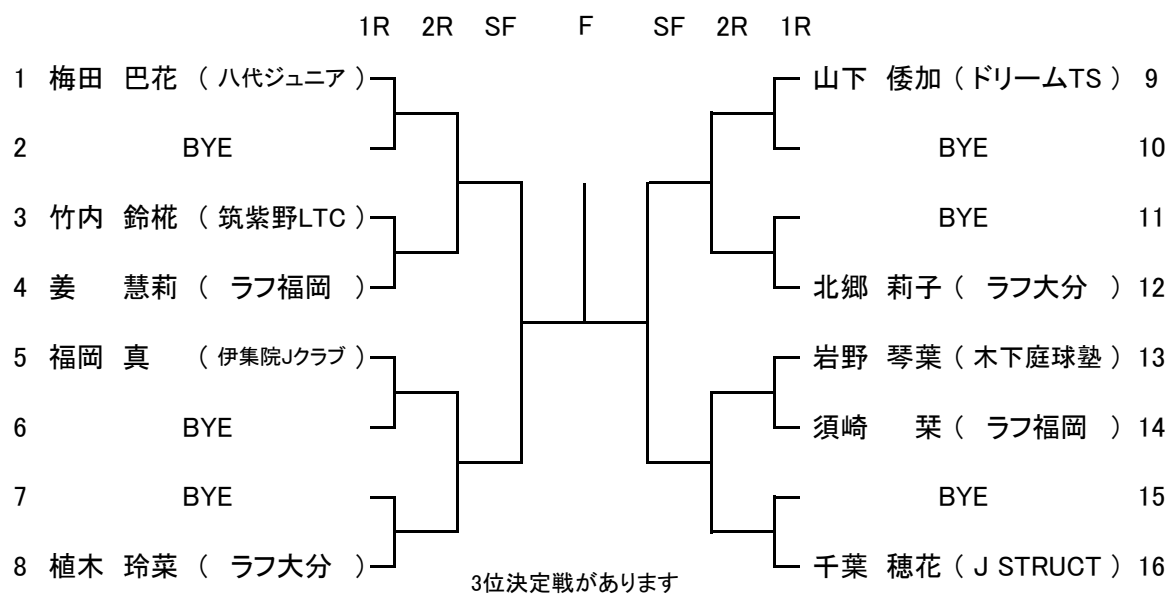 1R 2R SF F SF 2R 1R
1 梅田 巴花 ( 八代ジュニア ) 山下 倭加 ( ドリームTS ) 9
2 BYE BYE 10
3 竹内 鈴椛 ( 筑紫野LTC ) BYE 11
4 姜 慧莉 ( ラフ福岡 ) 北郷 莉子 ( ラフ大分 ) 12
5 福岡 真 ( 伊集院Jクラブ ) 岩野 琴葉 ( 木下庭球塾 ) 13
6 BYE 須崎 栞 ( ラフ福岡 ) 14
7 BYE BYE 15
8 植木 玲菜 ( ラフ大分 ) 千葉 穂花 ( J STRUCT ) 16
3位決定戦があります